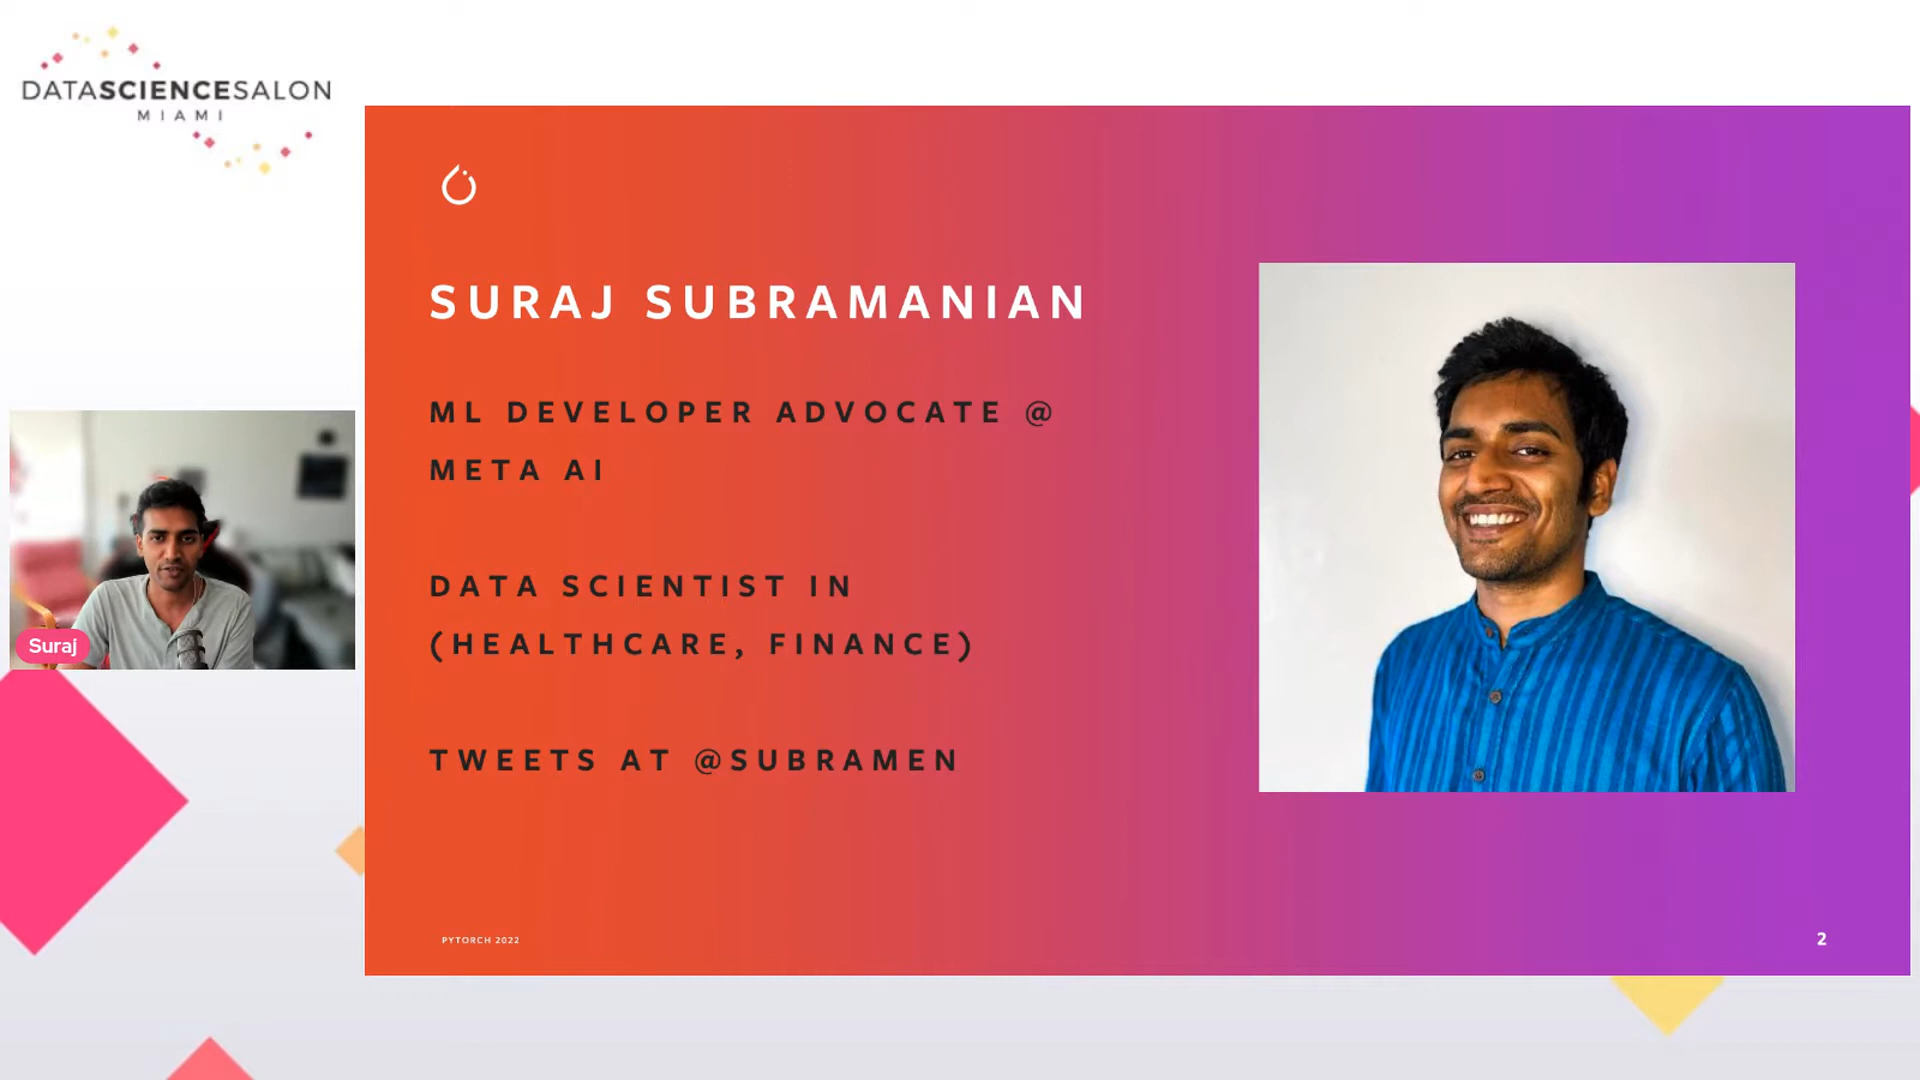 DATASCIENCESALON
MIAMI
SURAJ SUBRAMANIAN
ML DEVELOPER ADVOCATE @
META AI
DATA SCIENTIST IN
(HEALTHCARE, FINANCE)
TWEETS AT @SUBRAMEN
Suraj
PYTORCH 2022
2